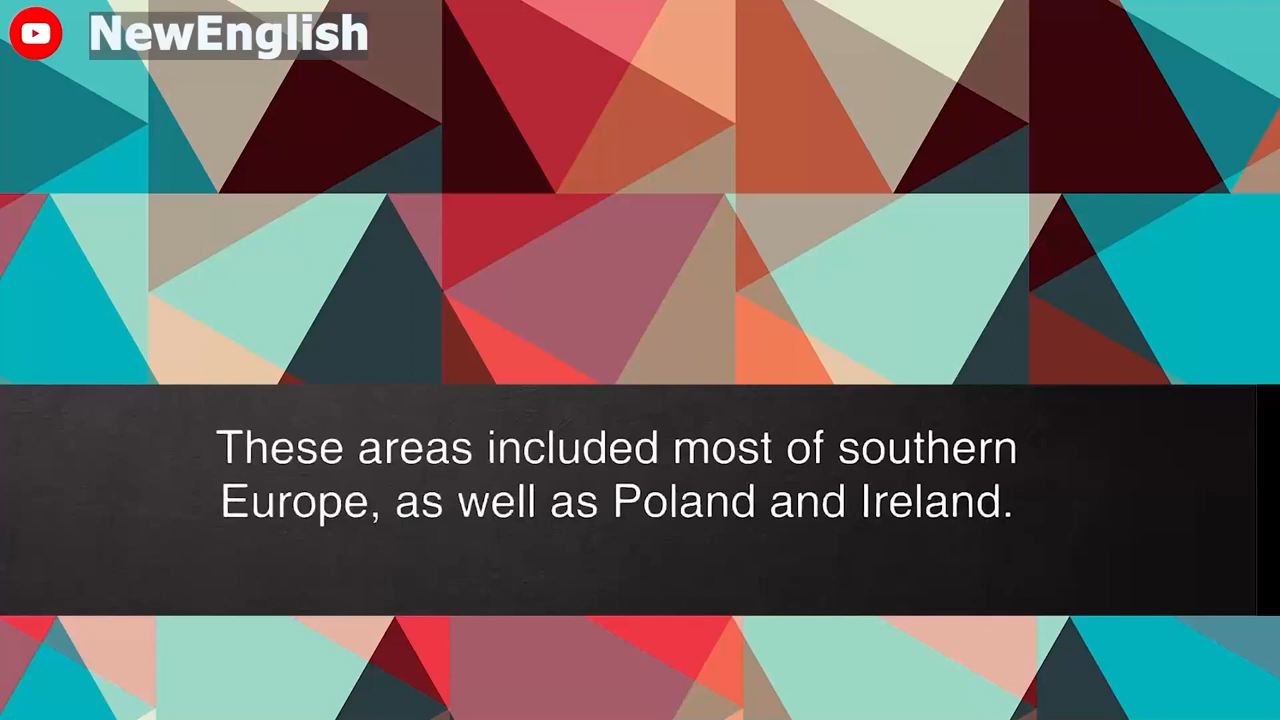 NewEnglish
These areas included most of southern
Europe, as well as Poland and Ireland.